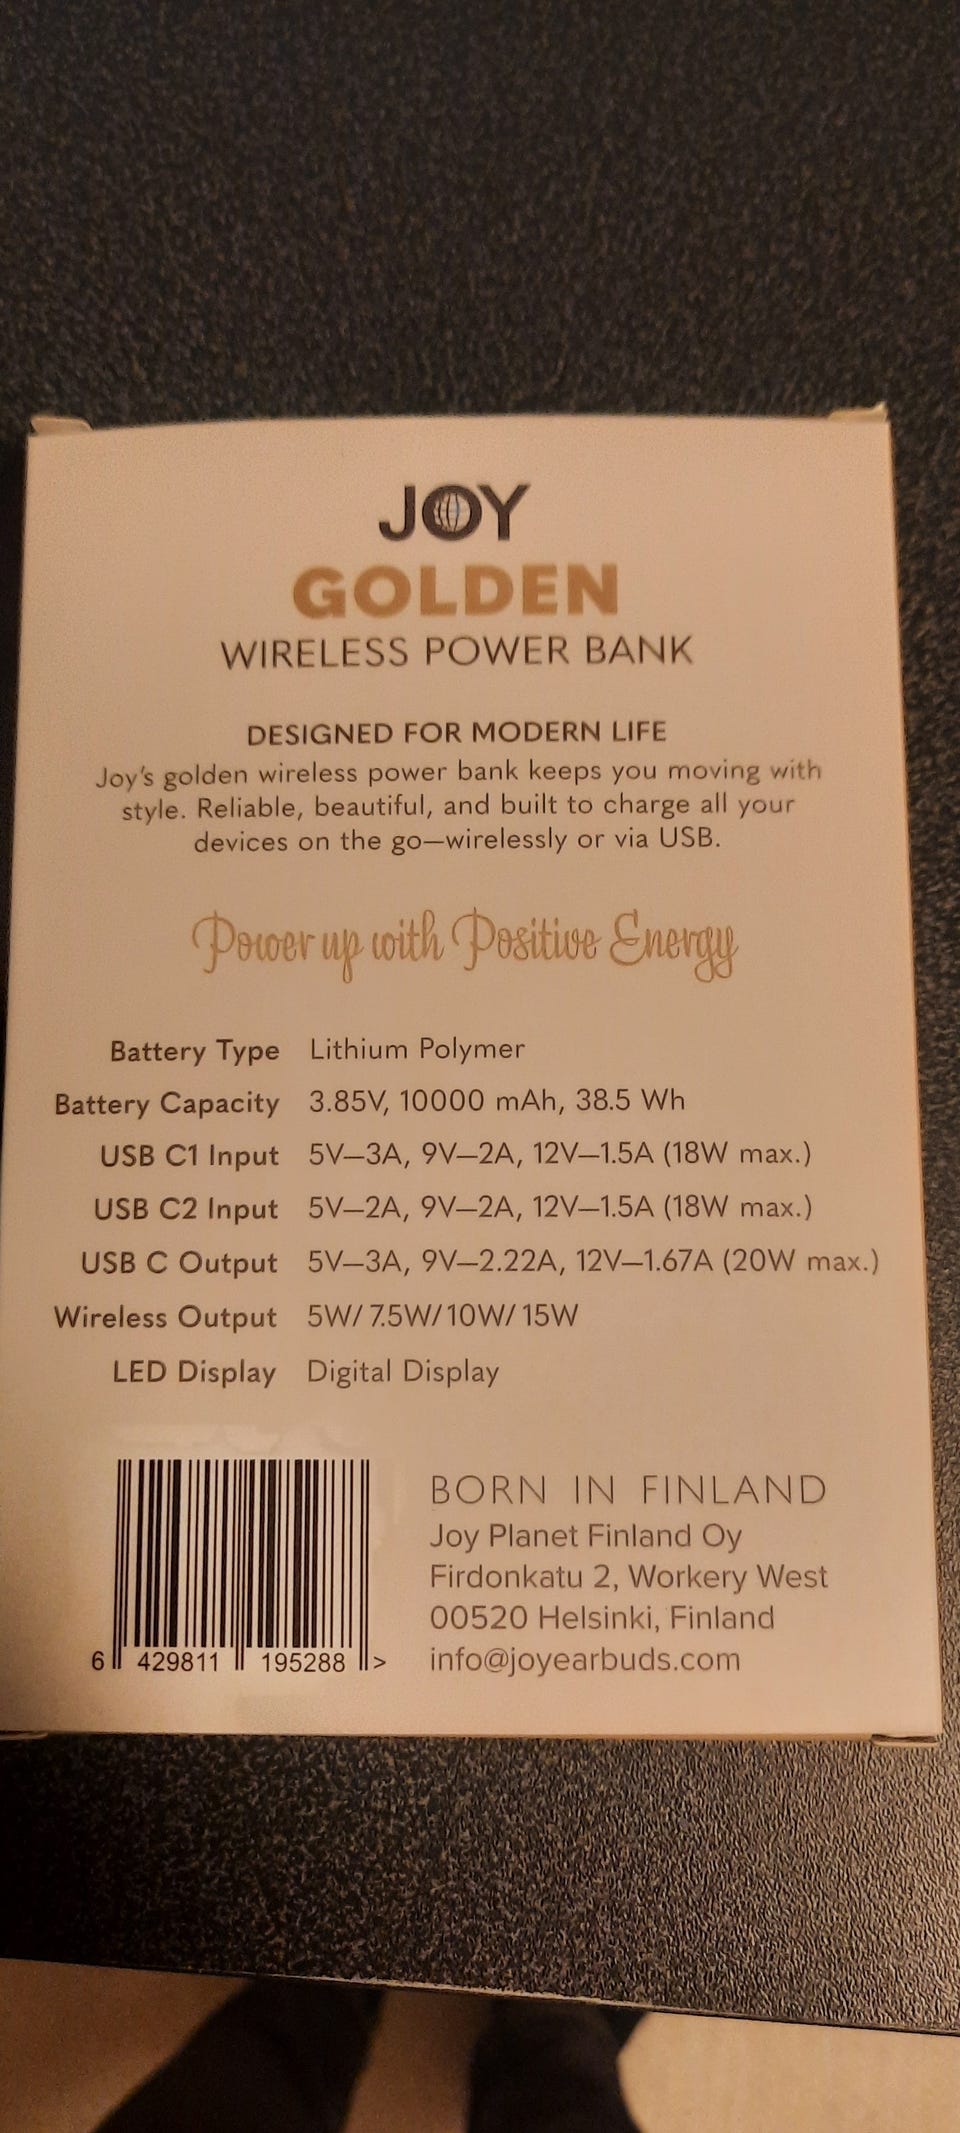 JOY
GOLDEN
WIRELESS POWER BANK
DESIGNED FOR MODERN LIFE
Joy's golden wireless power bank keeps you moving with
style. Reliable, beautiful, and built to charge all your
devices on the go—wirelessly or via USB.
Power up with Positive Energy
Battery Type Lithium Polymer
Battery Capacity 3.85V, 10000 mAh, 38.5 Wh
USB C1 Input 5V—3A, 9V—2A, 12V—1.5A (18W max.)
USB C2 Input 5V—2A, 9V—2A, 12V—1.5A (18W max.)
USB C Output 5V—3A, 9V—2.22A, 12V—1.67A (20W max.)
Wireless Output 5W/ 7.5W/ 10W/ 15W
LED Display Digital Display
BORN IN FINLAND
Joy Planet Finland Oy
Firdonkatu 2, Workery West
00520 Helsinki, Finland
info@joyearbuds.com
6 429811 195288 >